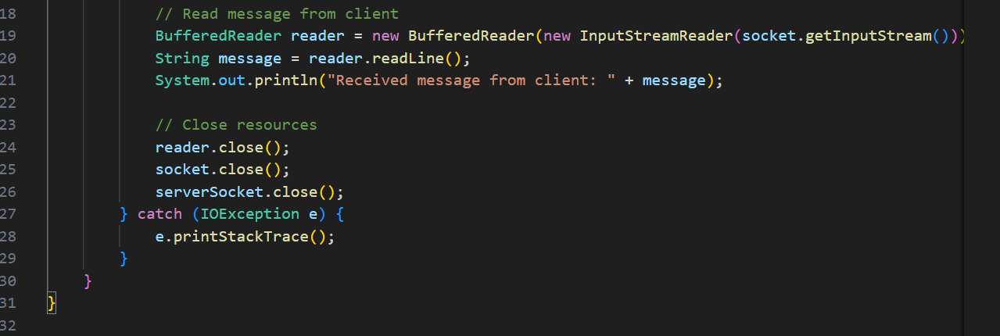 18 // Read message from client
19 BufferedReader reader = new BufferedReader(new InputStreamReader(socket.getInputStream()))
20 String message = reader.readLine();
21 System.out.println("Received message from client: " + message);
22
23 // Close resources
24 reader.close();
25 socket.close();
26 serverSocket.close();
27 } catch (IOException e) {
28 e.printStackTrace();
29 }
30 }
31 }
32